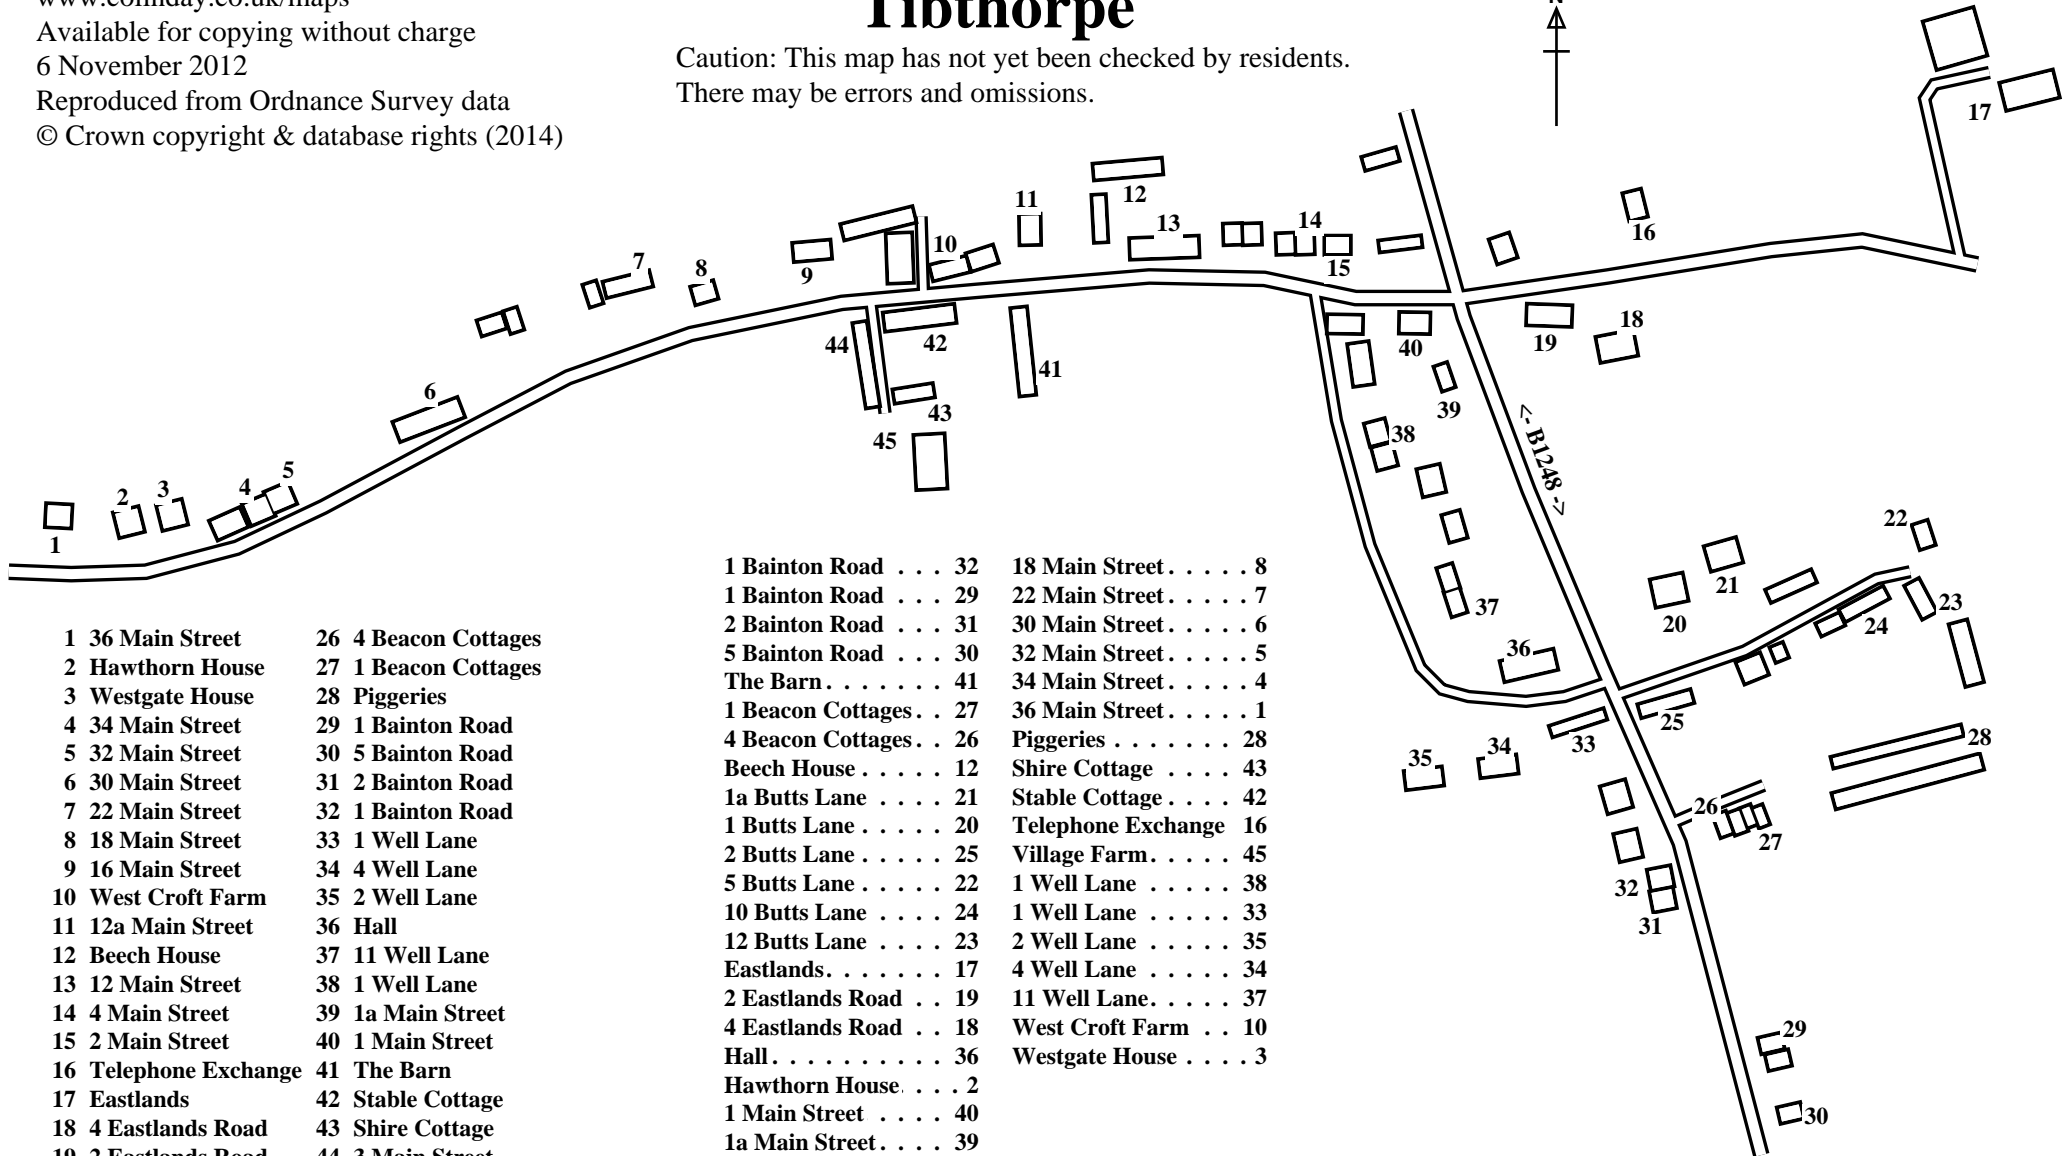 www.colinday.co.uk/maps
Available for copying without charge
6 November 2012
Reproduced from Ordnance Survey data
© Crown copyright & database rights (2014)
Tibthorpe
Caution: This map has not yet been checked by residents.
There may be errors and omissions.
N
17
12
11
13
14
16
10
15
7
8
9
18
19
44
42
40
41
39
6
43
38
45
<- B1248 ->
5
4
3
2
1
22
21
37
23
20
24
36
25
33
28
34
35
26
27
32
31
29
30
1 36 Main Street
2 Hawthorn House
3 Westgate House
4 34 Main Street
5 32 Main Street
6 30 Main Street
7 22 Main Street
8 18 Main Street
9 16 Main Street
10 West Croft Farm
11 12a Main Street
12 Beech House
13 12 Main Street
14 4 Main Street
15 2 Main Street
16 Telephone Exchange
17 Eastlands
18 4 Eastlands Road
19 2 Eastlands Road
26 4 Beacon Cottages
27 1 Beacon Cottages
28 Piggeries
29 1 Bainton Road
30 5 Bainton Road
31 2 Bainton Road
32 1 Bainton Road
33 1 Well Lane
34 4 Well Lane
35 2 Well Lane
36 Hall
37 11 Well Lane
38 1 Well Lane
39 1a Main Street
40 1 Main Street
41 The Barn
42 Stable Cottage
43 Shire Cottage
44 3 Main Street
1 Bainton Road . . . 32
1 Bainton Road . . . 29
2 Bainton Road . . . 31
5 Bainton Road . . . 30
The Barn . . . . . . . 41
1 Beacon Cottages . . 27
4 Beacon Cottages . . 26
Beech House . . . . . 12
1a Butts Lane . . . . 21
1 Butts Lane . . . . . 20
2 Butts Lane . . . . . 25
5 Butts Lane . . . . . 22
10 Butts Lane . . . . 24
12 Butts Lane . . . . 23
Eastlands . . . . . . . 17
2 Eastlands Road . . 19
4 Eastlands Road . . 18
Hall . . . . . . . . . . 36
Hawthorn House . . . . 2
1 Main Street . . . . 40
1a Main Street . . . . 39
18 Main Street . . . . . 8
22 Main Street . . . . . 7
30 Main Street . . . . . 6
32 Main Street . . . . . 5
34 Main Street . . . . . 4
36 Main Street . . . . . 1
Piggeries . . . . . . . 28
Shire Cottage . . . . 43
Stable Cottage . . . . 42
Telephone Exchange 16
Village Farm . . . . . 45
1 Well Lane . . . . . 38
1 Well Lane . . . . . 33
2 Well Lane . . . . . 35
4 Well Lane . . . . . 34
11 Well Lane . . . . . 37
West Croft Farm . . 10
Westgate House . . . . 3